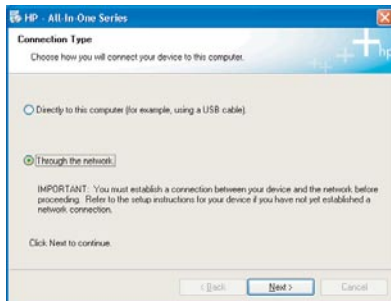 HP - All-In-One Series
Connection Type
Choose how you will connect your device to this computer.
hp
Directly to this computer (for example, using a USB cable).
Through the network.
IMPORTANT: You must establish a connection between your device and the network before
proceeding. Refer to the setup instructions for your device if you have not yet established a
network connection.
Click Next to continue.
< Back
Next >
Cancel